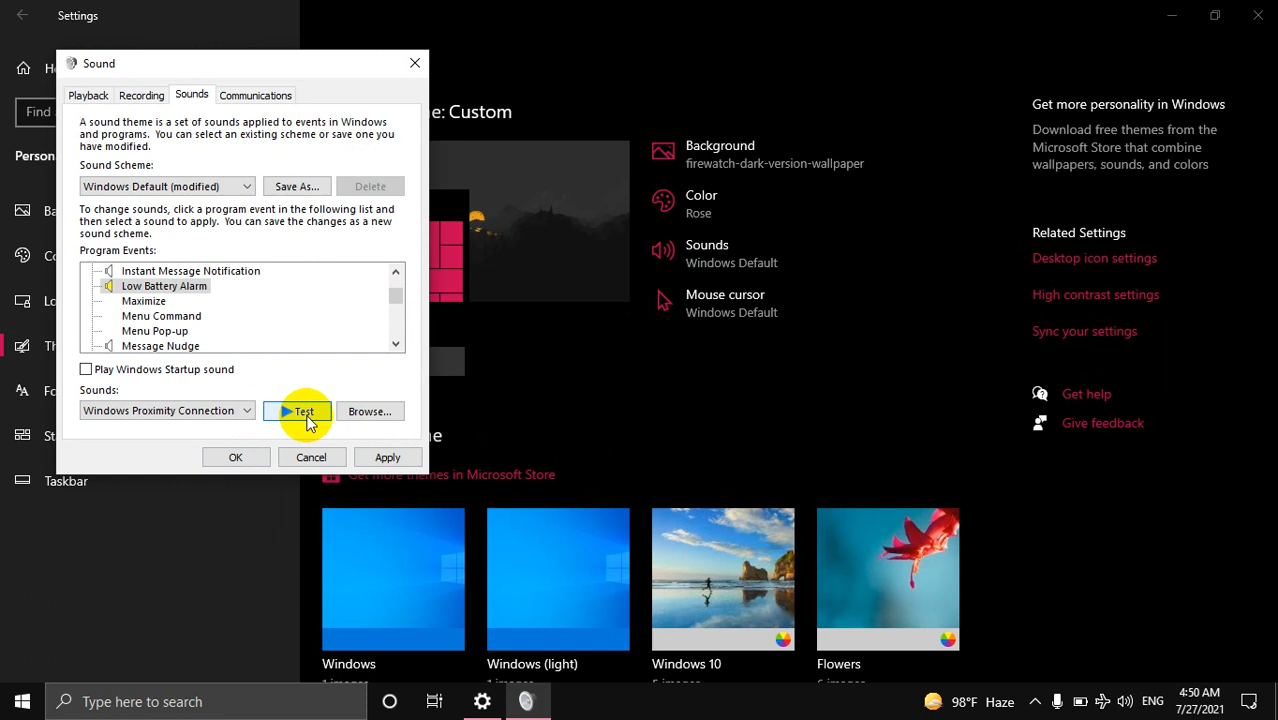 Settings
Sound
Playback
Recording
Sounds
Communications
A sound theme is a set of sounds applied to events in Windows
and programs. You can select an existing scheme or save one you
have modified.
Sound Scheme:
Windows Default (modified)
Save As...
Delete
To change sounds, click a program event in the following list and
then select a sound to apply. You can save the changes as a new
sound scheme.
Program Events:
Instant Message Notification
Low Battery Alarm
Maximize
Menu Command
Menu Pop-up
Message Nudge
Play Windows Startup sound
Sounds:
Windows Proximity Connection
Test
Browse...
OK
Cancel
Apply
Find a
Person
Taskbar
e: Custom
Background
firewatch-dark-version-wallpaper
Color
Rose
Sounds
Windows Default
Mouse cursor
Windows Default
Get more themes in Microsoft Store
Windows
Windows (light)
Windows 10
Flowers
Get more personality in Windows
Download free themes from the
Microsoft Store that combine
wallpapers, sounds, and colors
Related Settings
Desktop icon settings
High contrast settings
Sync your settings
Get help
Give feedback
Type here to search
98°F Haze
ENG
4:50 AM
7/27/2021